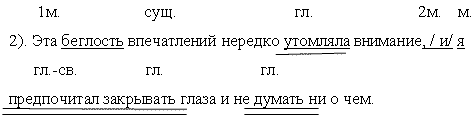 1м. сущ. гл. 2м. м.
2). Эта беглость впечатлений нередко утомляла внимание, / и/ я
гл.-св. гл. гл.
предпочитал закрывать глаза и не думать ни о чем.